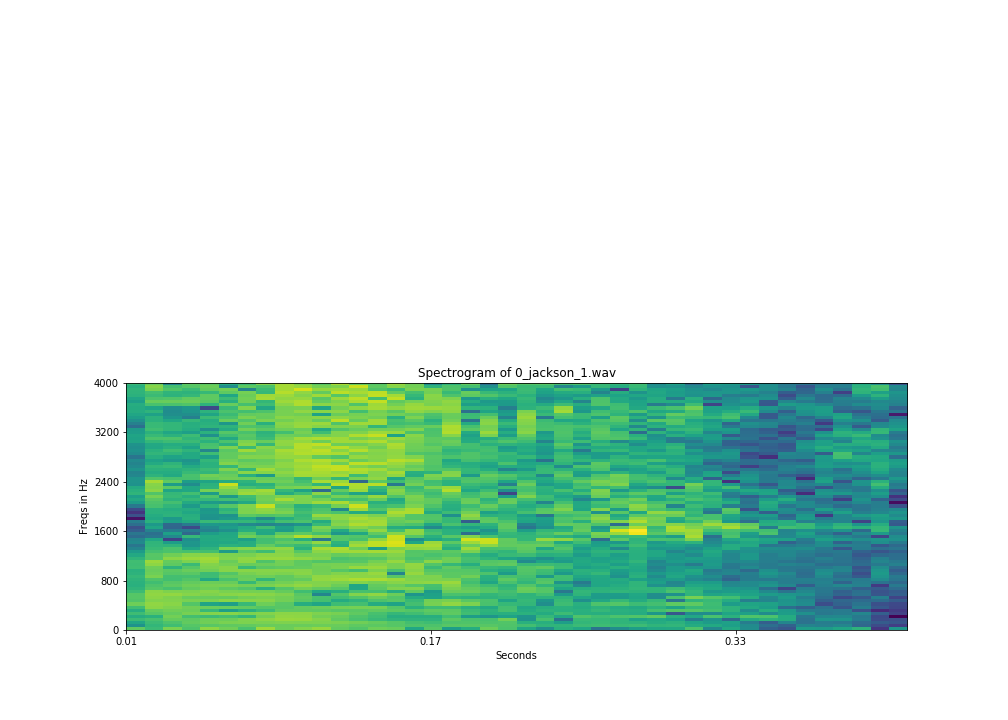 Spectrogram of 0_jackson_1.wav
4000
3200
2400
1600
800
0
Freqs in Hz
0.01 0.17 0.33
Seconds